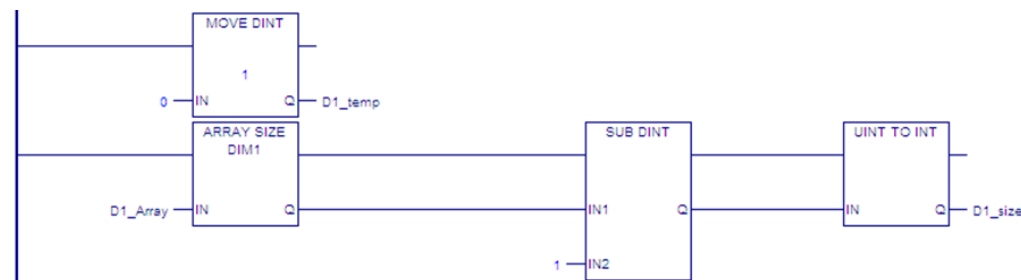 MOVE DINT
1
0 IN Q D1_temp
ARRAY SIZE SUB DINT UINT TO INT
DIM1
D1_Array IN Q IN1 Q IN Q D1_size
1 IN2